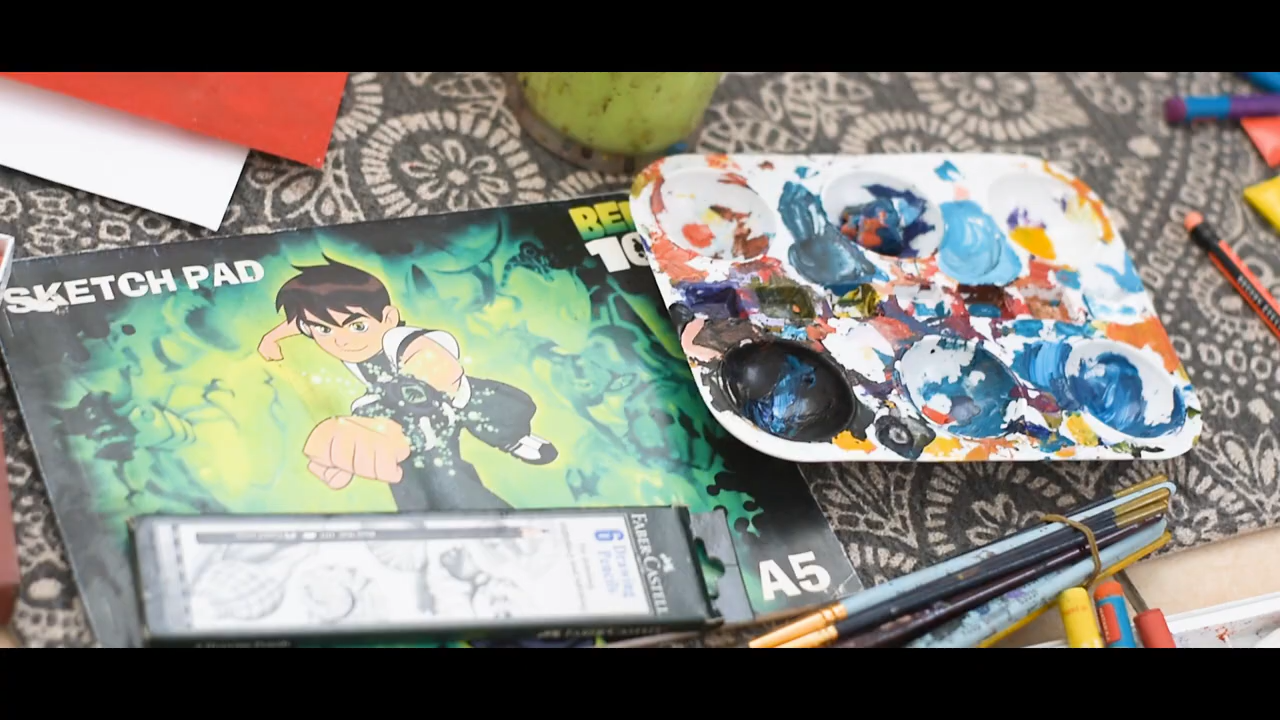 SKETCH PAD
BEN
10
FABER-CASTELL
6 Drawing
Pencils
A5